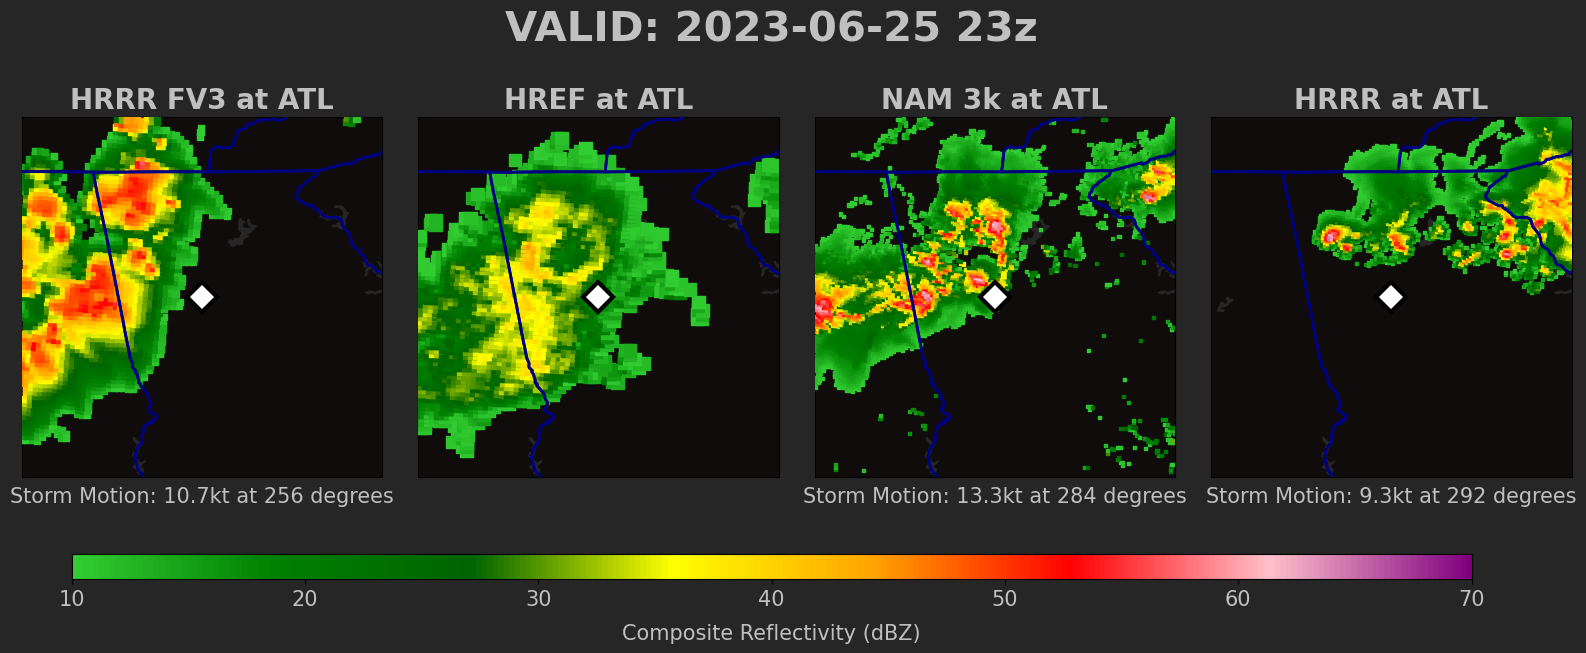 VALID: 2023-06-25 23z
HRRR FV3 at ATL
HREF at ATL
NAM 3k at ATL
HRRR at ATL
Storm Motion: 10.7kt at 256 degrees
Storm Motion: 13.3kt at 284 degrees
Storm Motion: 9.3kt at 292 degrees
10 20 30 40 50 60 70
Composite Reflectivity (dBZ)